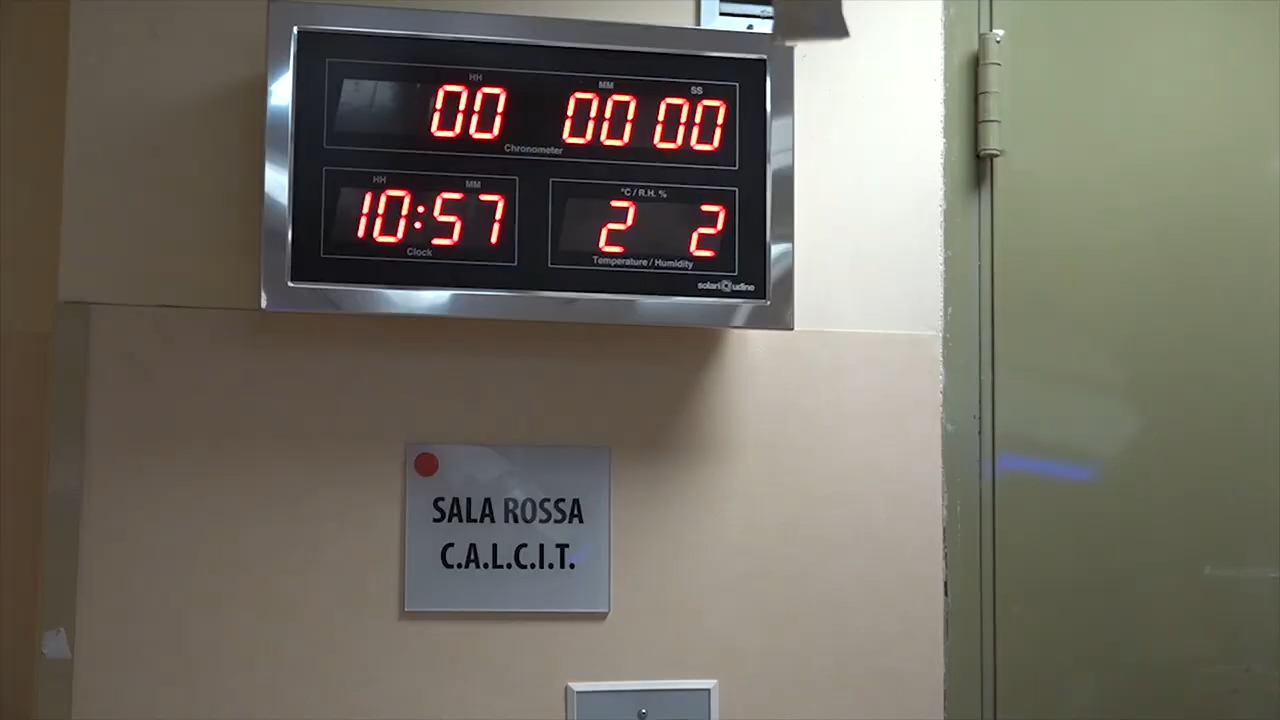 HH MM SS
00 00 00
Chronometer
HH MM
10:57
Clock
°C / R.H. %
2 2
Temperature / Humidity
solari udine
SALA ROSSA
C.A.L.C.I.T.